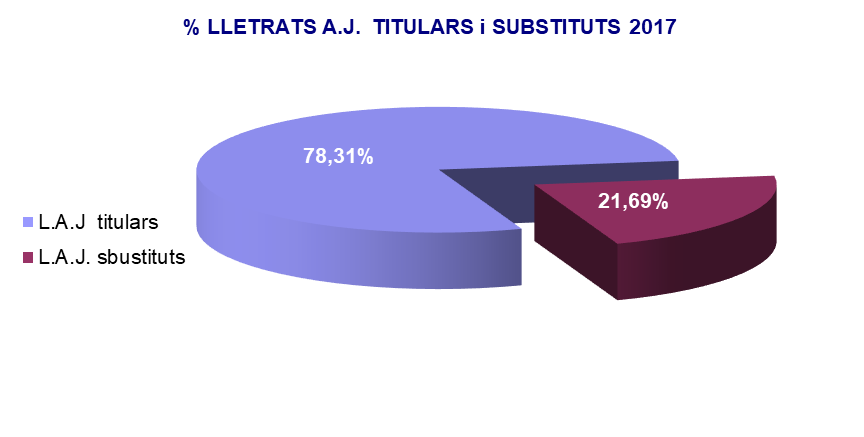 % LLETRATS A.J.  TITULARS i SUBSTITUTS 2017
78,31%
21,69%
L.A.J  titulars
L.A.J. sbustituts